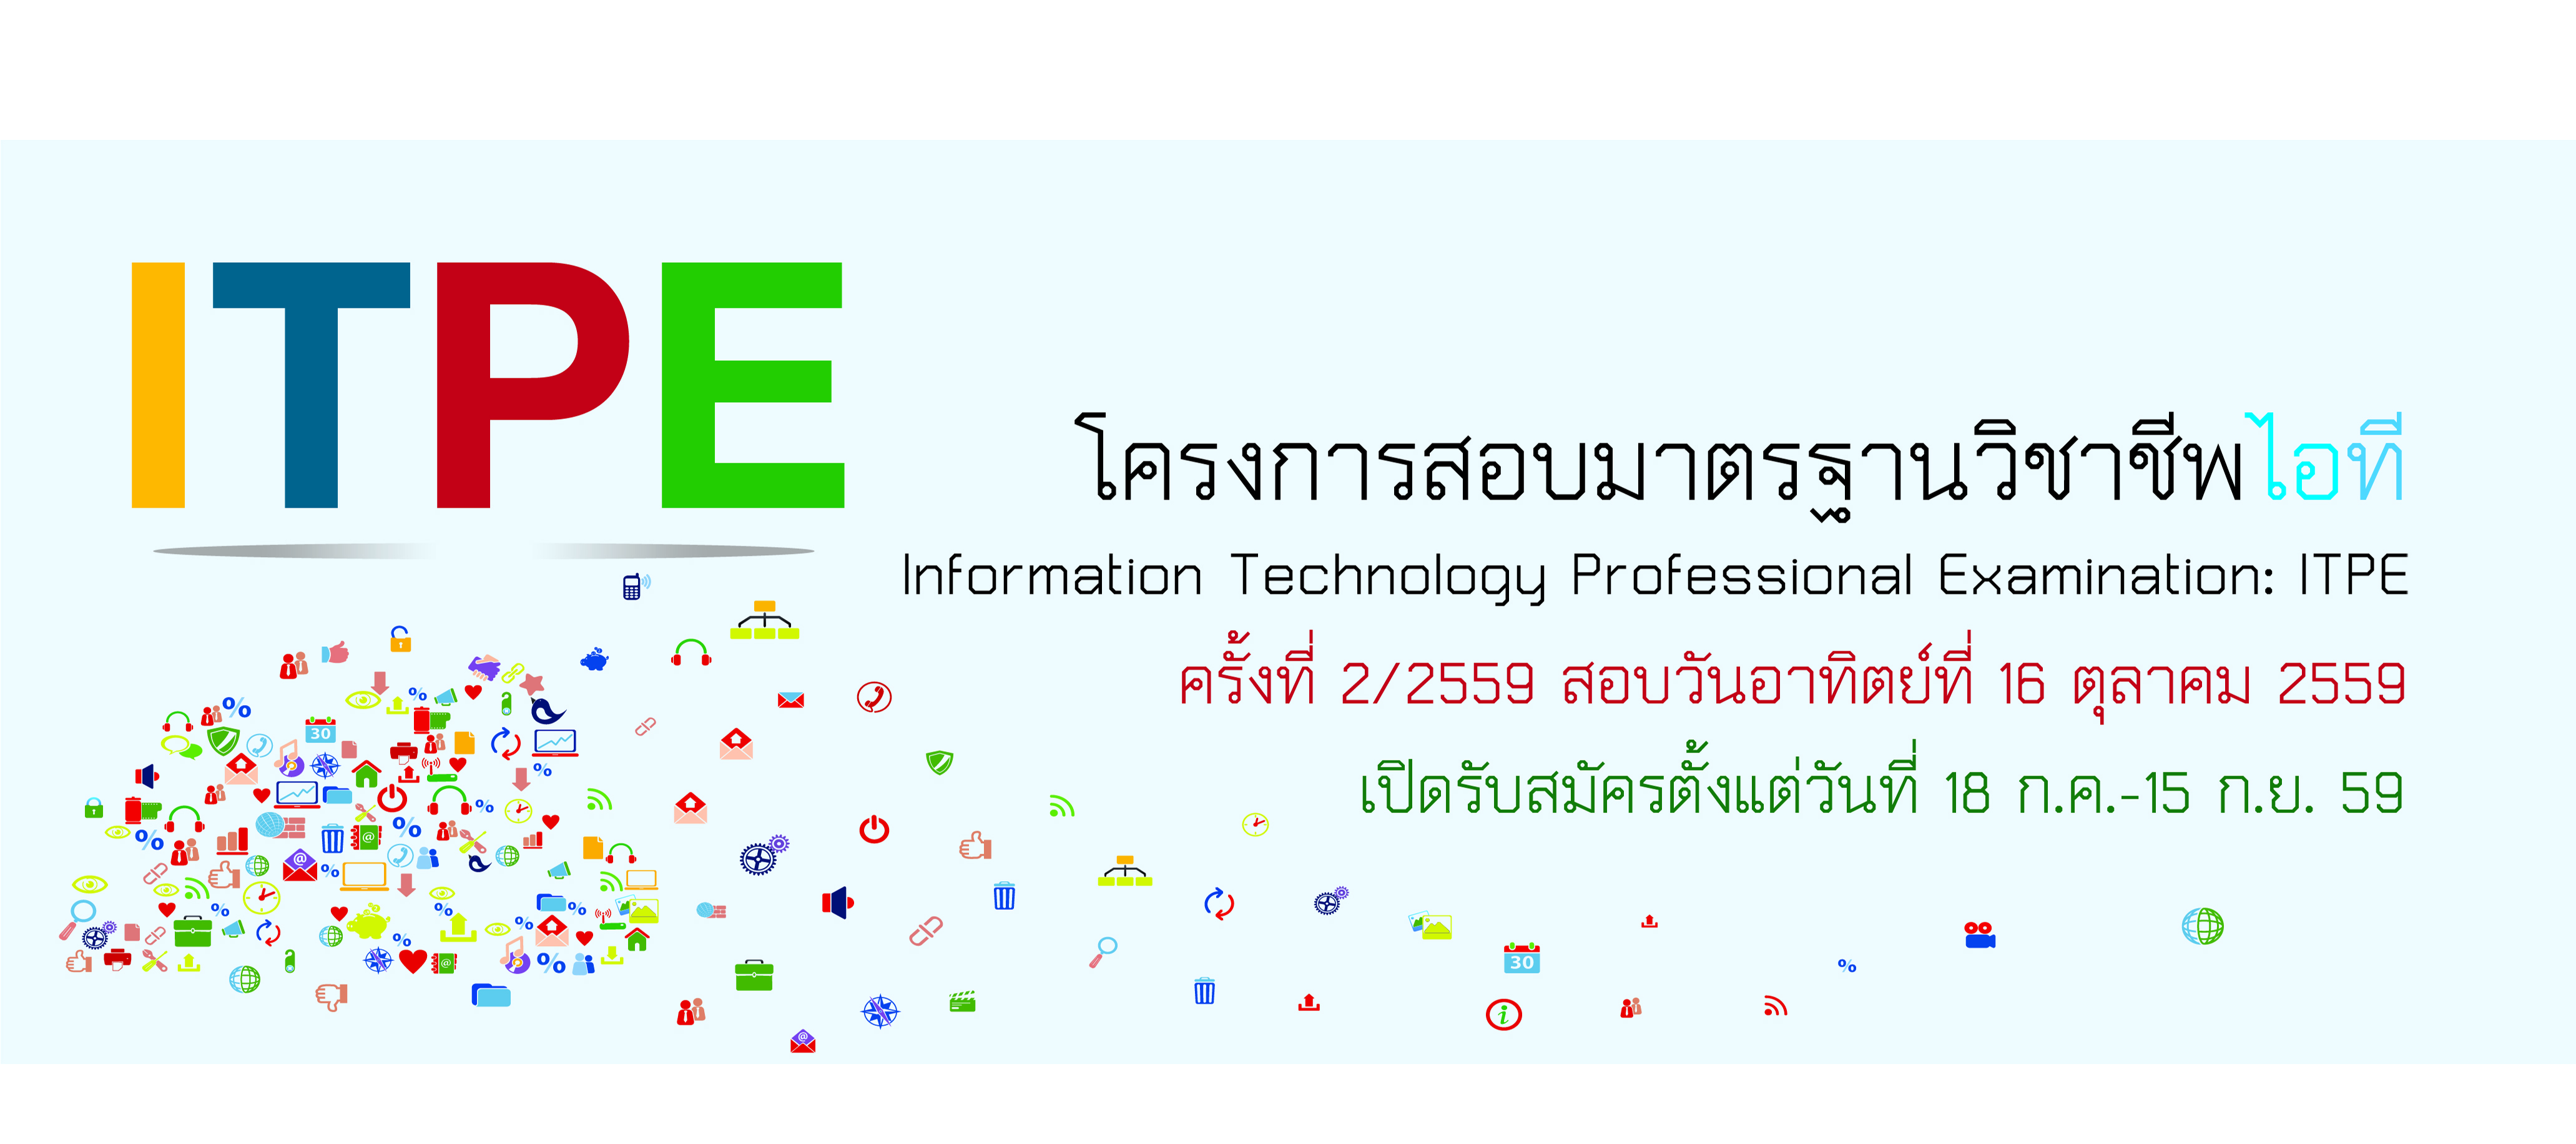 ITPE
โครงการสอบมาตรฐานวิชาชีพไอที
Information Technology Professional Examination: ITPE
ครั้งที่ 2/2559 สอบวันอาทิตย์ที่ 16 ตุลาคม 2559
เปิดรับสมัครตั้งแต่วันที่ 18 ก.ค.-15 ก.ย. 59
30
30